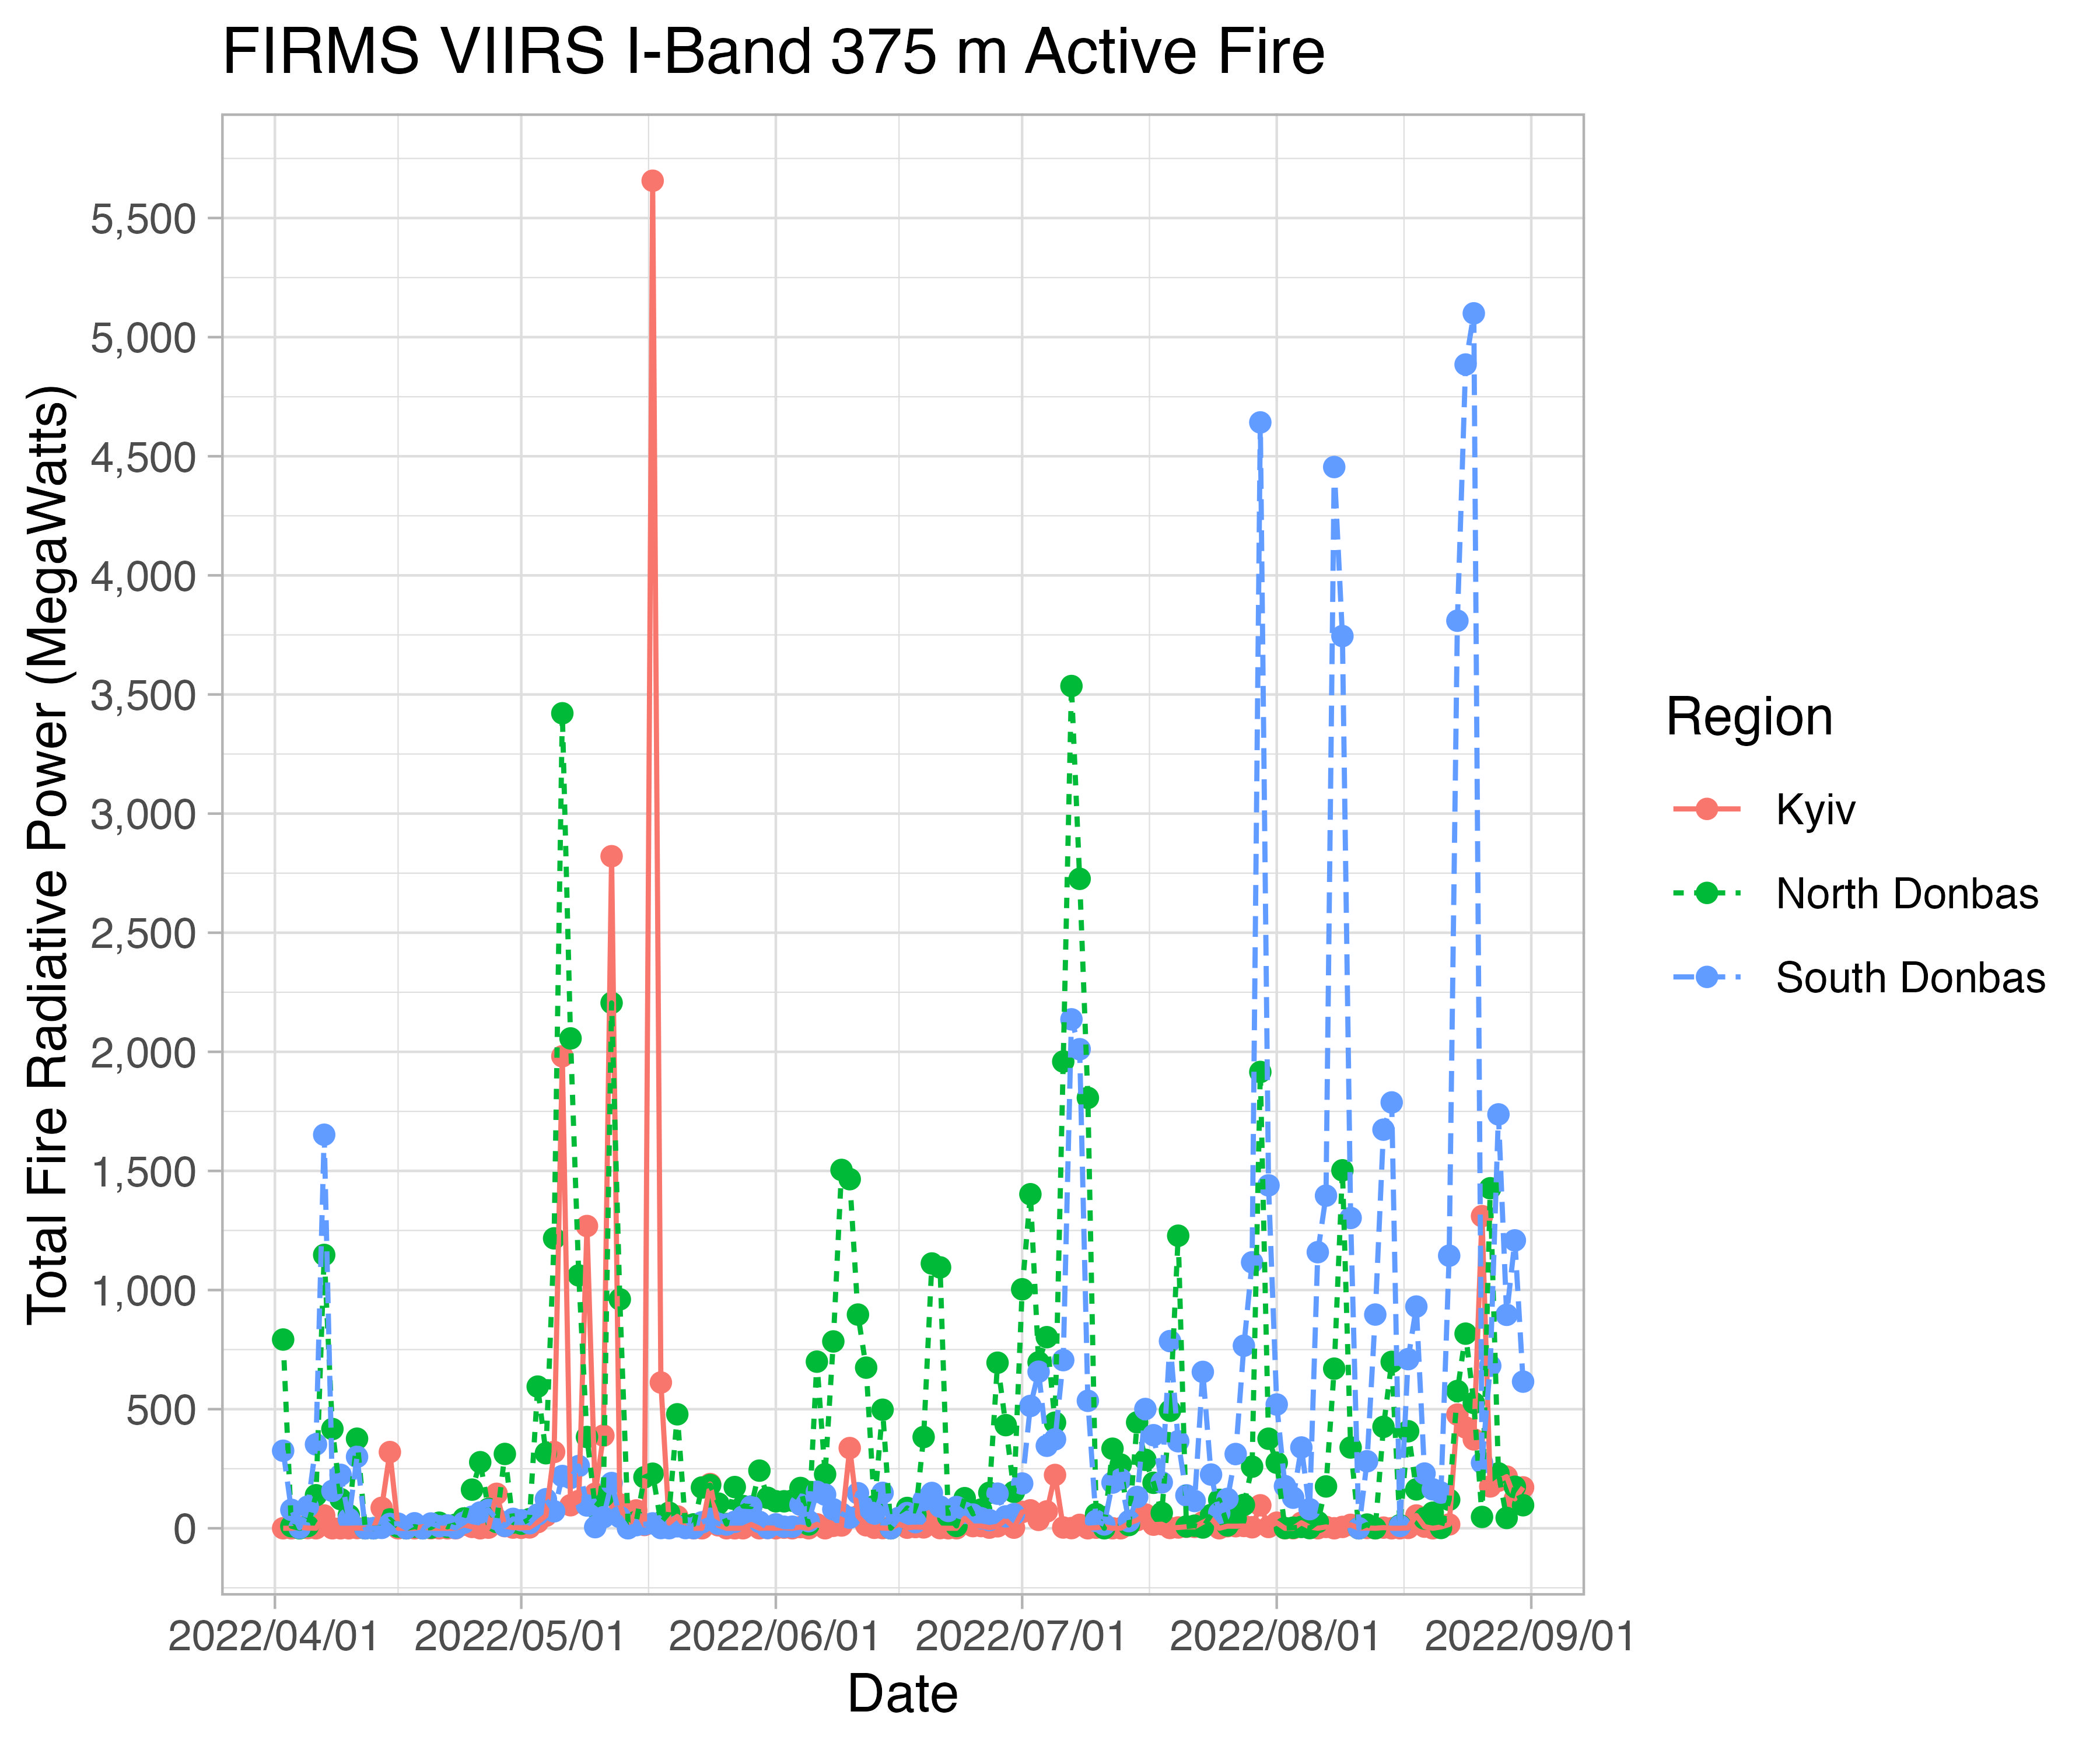 FIRMS VIIRS I-Band 375 m Active Fire
Total Fire Radiative Power (MegaWatts)
5,500
5,000
4,500
4,000
3,500
3,000
2,500
2,000
1,500
1,000
500
0
2022/04/01 2022/05/01 2022/06/01 2022/07/01 2022/08/01 2022/09/01
Date
Region
Kyiv
North Donbas
South Donbas